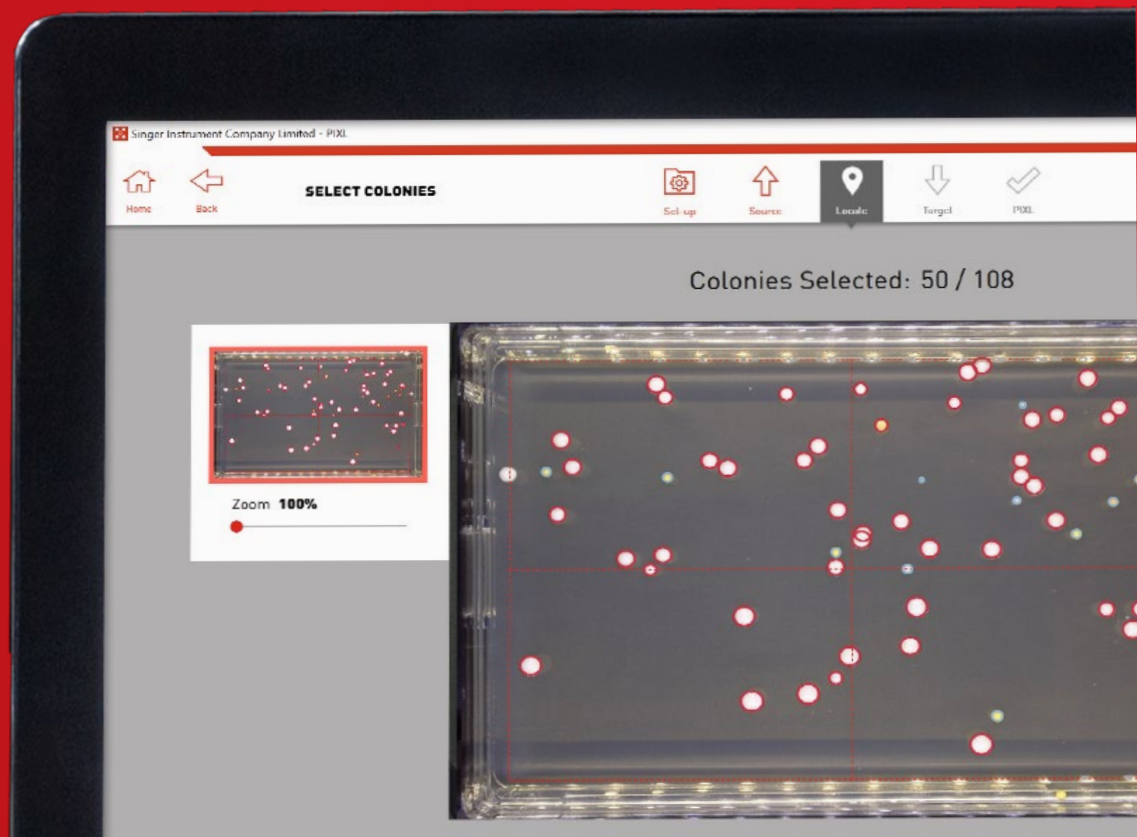 Singer Instrument Company Limited - PIXL
Home
Back
SELECT COLONIES
Set-up
Source
Locate
Target
PIXL
Colonies Selected: 50 / 108
Zoom 100%